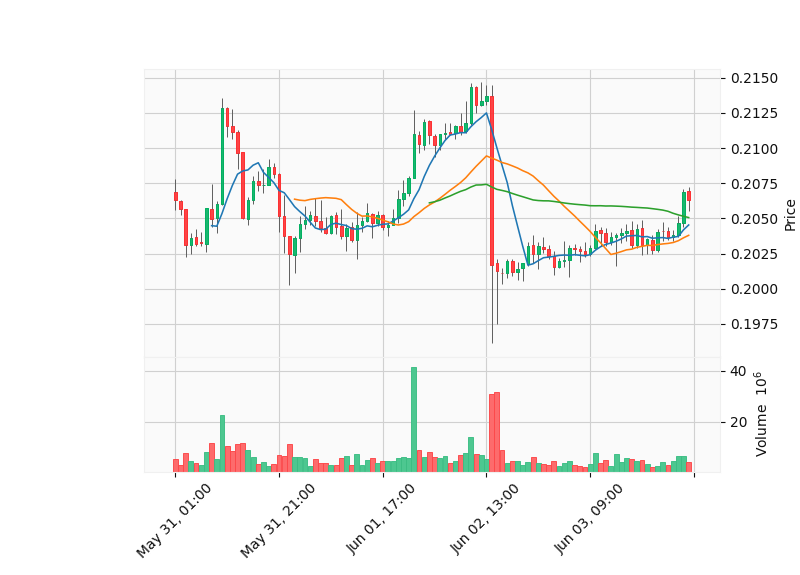 0.2150
0.2125
0.2100
0.2075
0.2050
0.2025
0.2000
0.1975
Price
40
20
Volume 10^6
May 31, 01:00
May 31, 21:00
Jun 01, 17:00
Jun 02, 13:00
Jun 03, 09:00